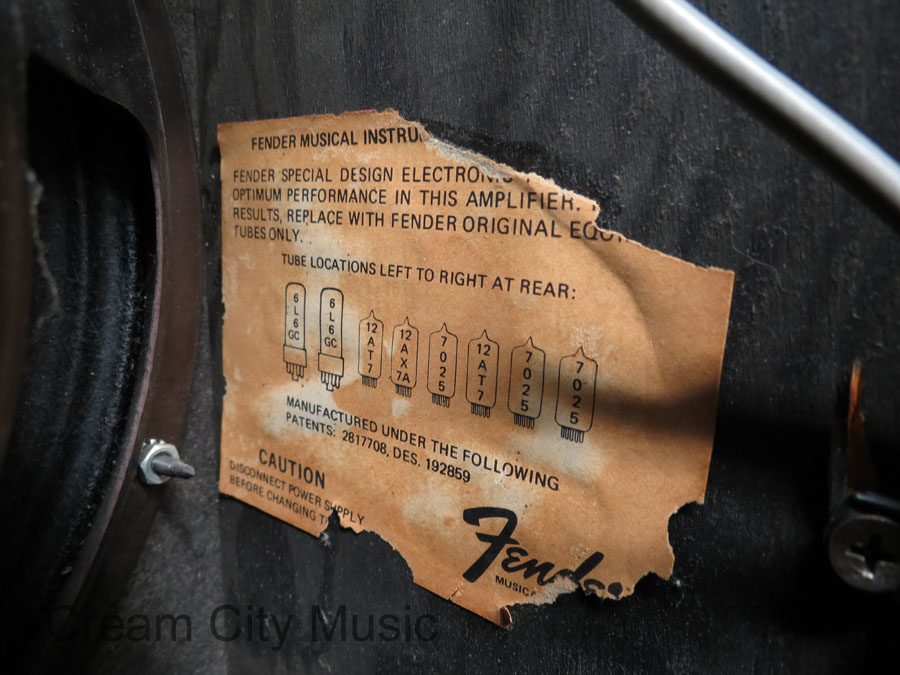 FENDER MUSICAL INSTRU
FENDER SPECIAL DESIGN ELECTRONIC
OPTIMUM PERFORMANCE IN THIS AMPLIFIER.
RESULTS, REPLACE WITH FENDER ORIGINAL EQUI
TUBES ONLY.
TUBE LOCATIONS LEFT TO RIGHT AT REAR:
6L6GC 6L6GC 12AT7 12AX7A 7025 12AT7 7025 7025
MANUFACTURED UNDER THE FOLLOWING
PATENTS: 2817708, DES. 192859
CAUTION
DISCONNECT POWER SUPPLY
BEFORE CHANGING T
Fender
MUSICA
Cream City Music